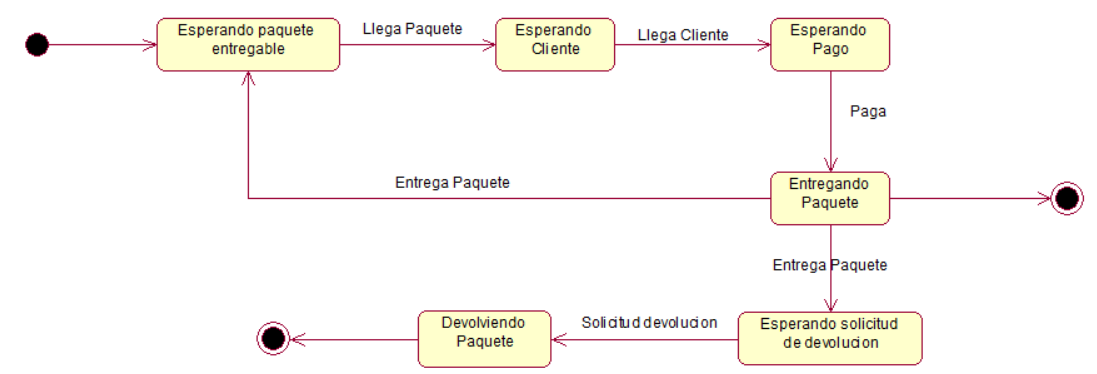 Esperando paquete
entregable
Llega Paquete
Esperando
Cliente
Llega Cliente
Esperando
Pago
Paga
Entrega Paquete
Entregando
Paquete
Entrega Paquete
Devolviendo
Paquete
Solicitud devolucion
Esperando solicitud
de devolucion